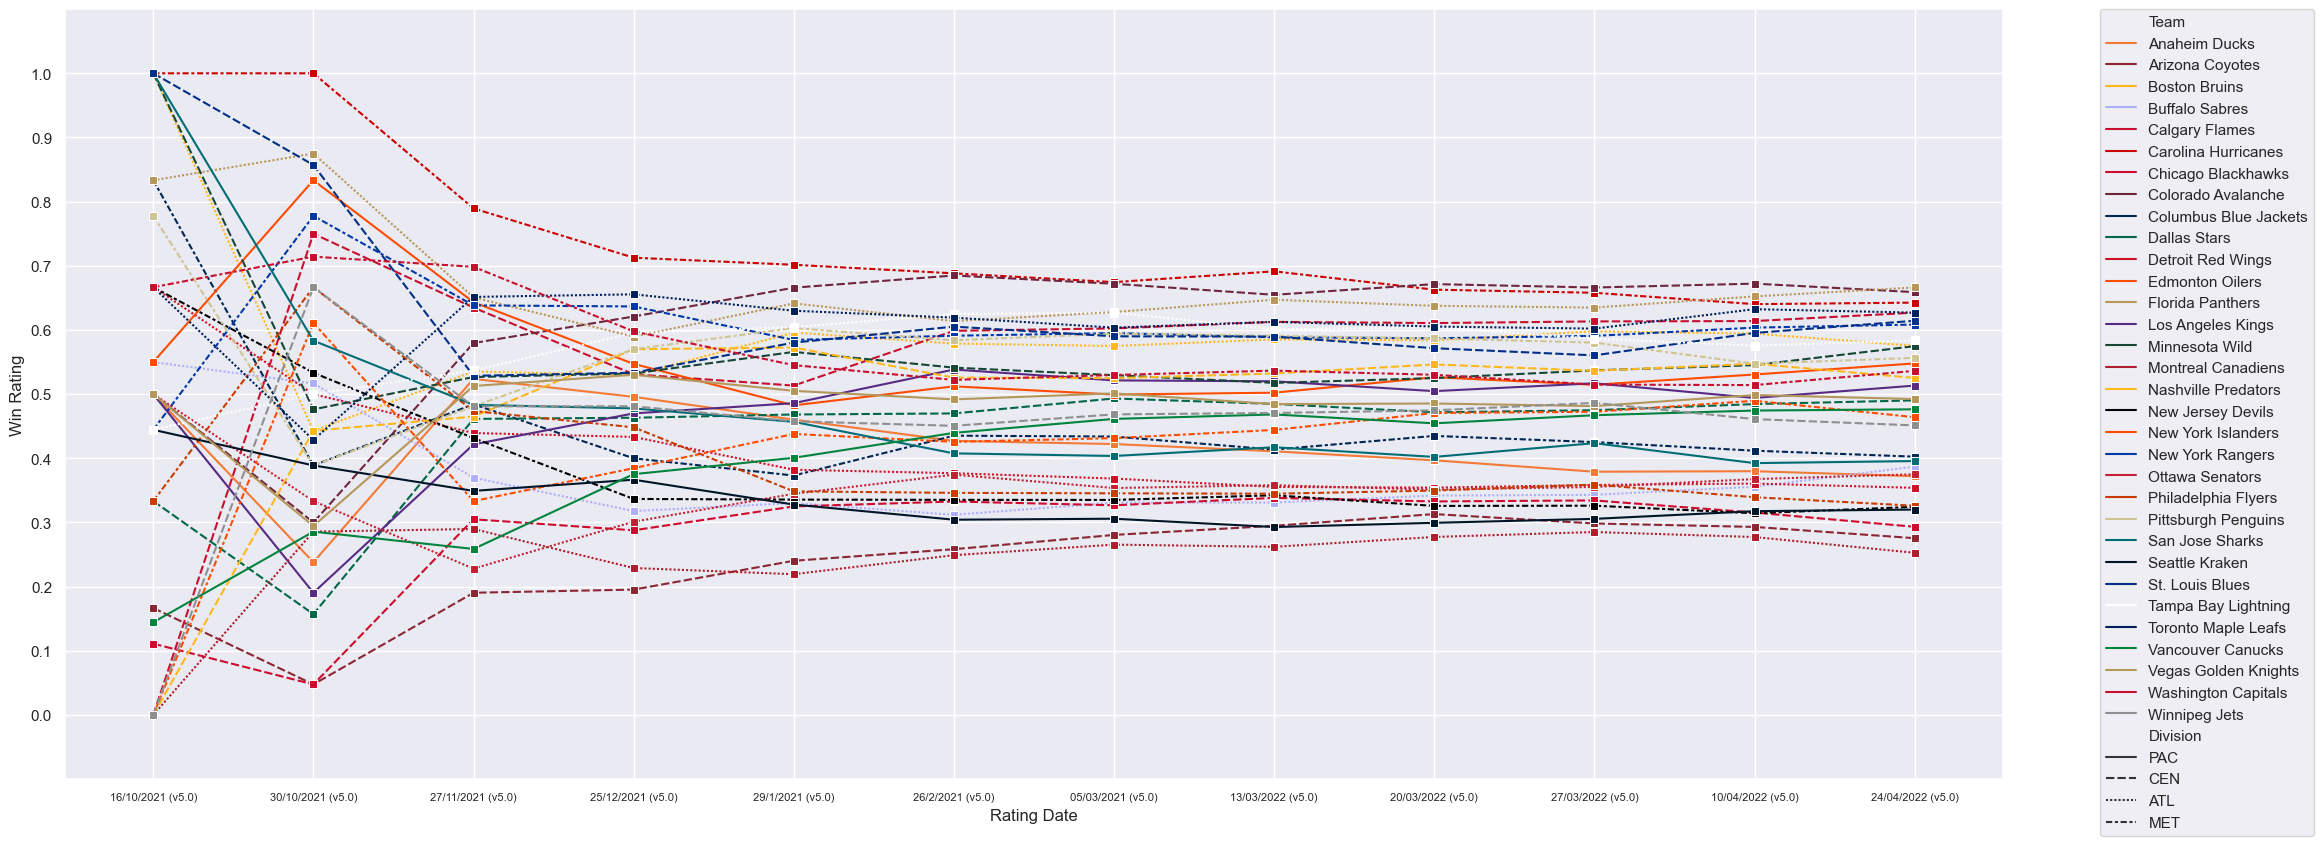 1.0
0.9
0.8
0.7
0.6
0.5
0.4
0.3
0.2
0.1
0.0
Win Rating
16/10/2021 (v5.0) 30/10/2021 (v5.0) 27/11/2021 (v5.0) 25/12/2021 (v5.0) 29/1/2021 (v5.0) 26/2/2021 (v5.0) 05/03/2021 (v5.0) 13/03/2022 (v5.0) 20/03/2022 (v5.0) 27/03/2022 (v5.0) 10/04/2022 (v5.0) 24/04/2022 (v5.0)
Rating Date
Team
Anaheim Ducks
Arizona Coyotes
Boston Bruins
Buffalo Sabres
Calgary Flames
Carolina Hurricanes
Chicago Blackhawks
Colorado Avalanche
Columbus Blue Jackets
Dallas Stars
Detroit Red Wings
Edmonton Oilers
Florida Panthers
Los Angeles Kings
Minnesota Wild
Montreal Canadiens
Nashville Predators
New Jersey Devils
New York Islanders
New York Rangers
Ottawa Senators
Philadelphia Flyers
Pittsburgh Penguins
San Jose Sharks
Seattle Kraken
St. Louis Blues
Tampa Bay Lightning
Toronto Maple Leafs
Vancouver Canucks
Vegas Golden Knights
Washington Capitals
Winnipeg Jets
Division
PAC
CEN
ATL
MET